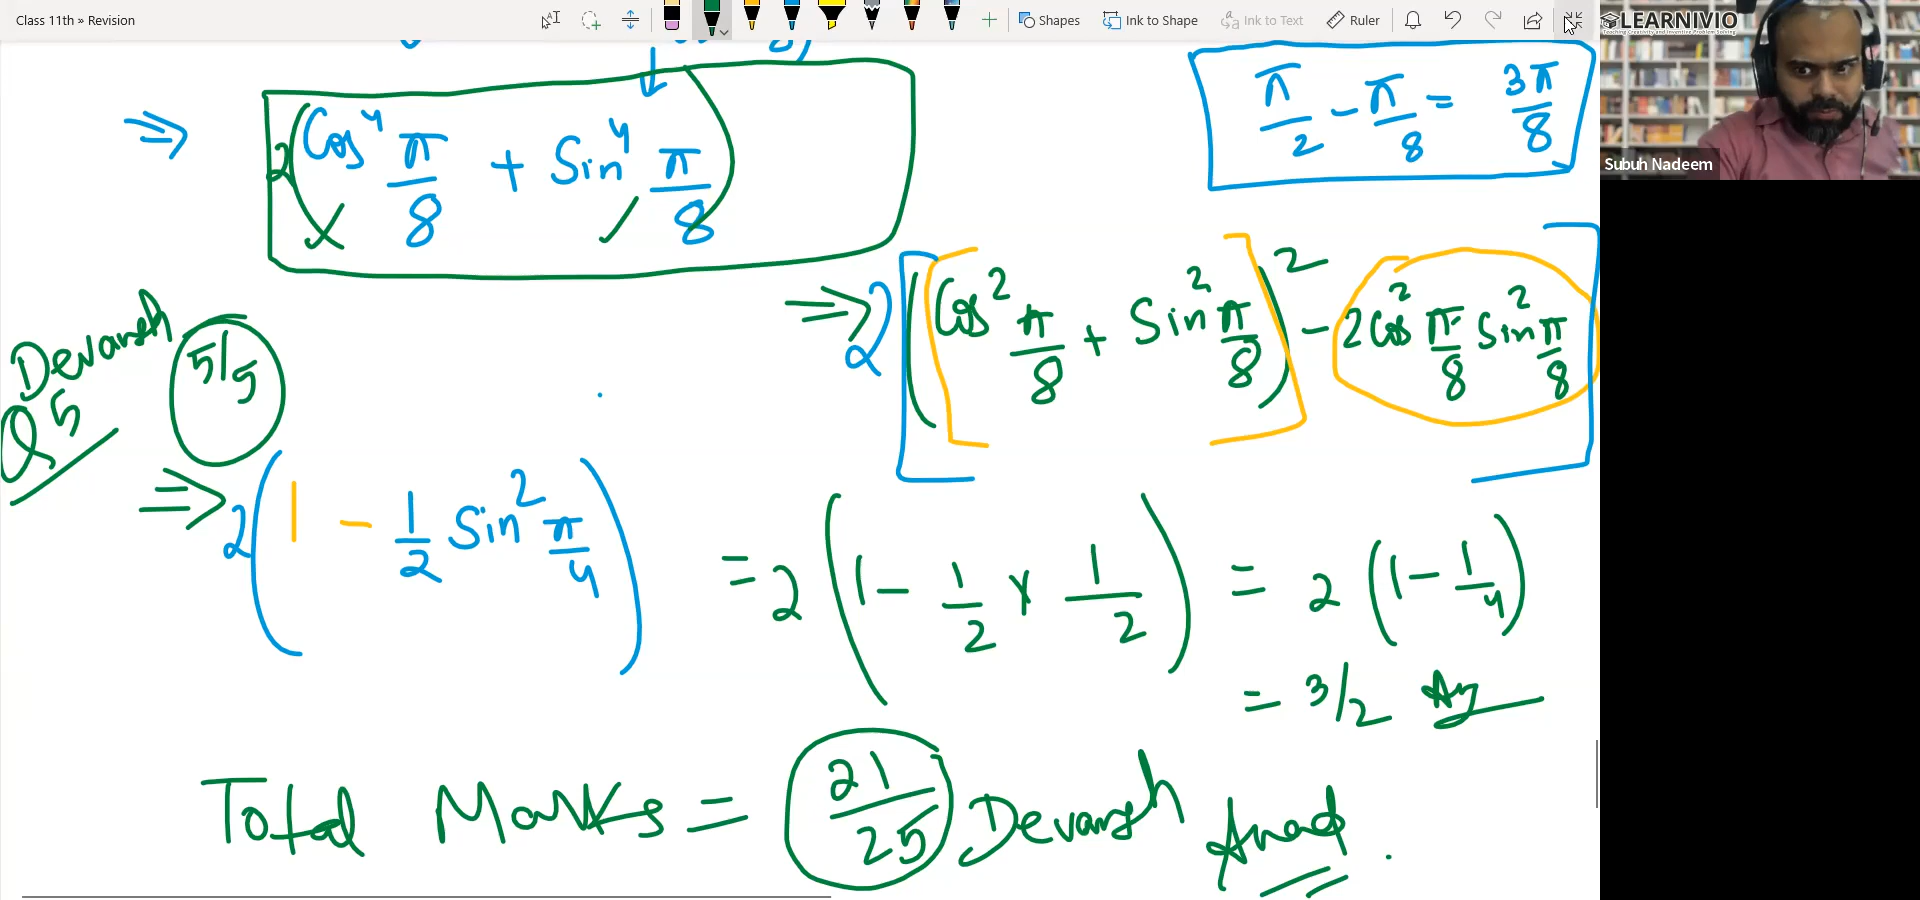 Class 11th » Revision
Shapes Ink to Shape Ink to Text Ruler
LEARNIVIO
Subuh Nadeem
π/2 - π/8 = 3π/8
⇒ 2(Cos⁴ π/8 + Sin⁴ π/8)
⇒ 2[(Cos² π/8 + Sin² π/8)² - 2Cos² π/8 Sin² π/8]
Devansh
Q5
5/5
⇒ 2(1 - 1/2 Sin² π/4) = 2(1 - 1/2 × 1/2) = 2(1 - 1/4)
= 3/2 Ans
Total Marks = 21/25 Devansh